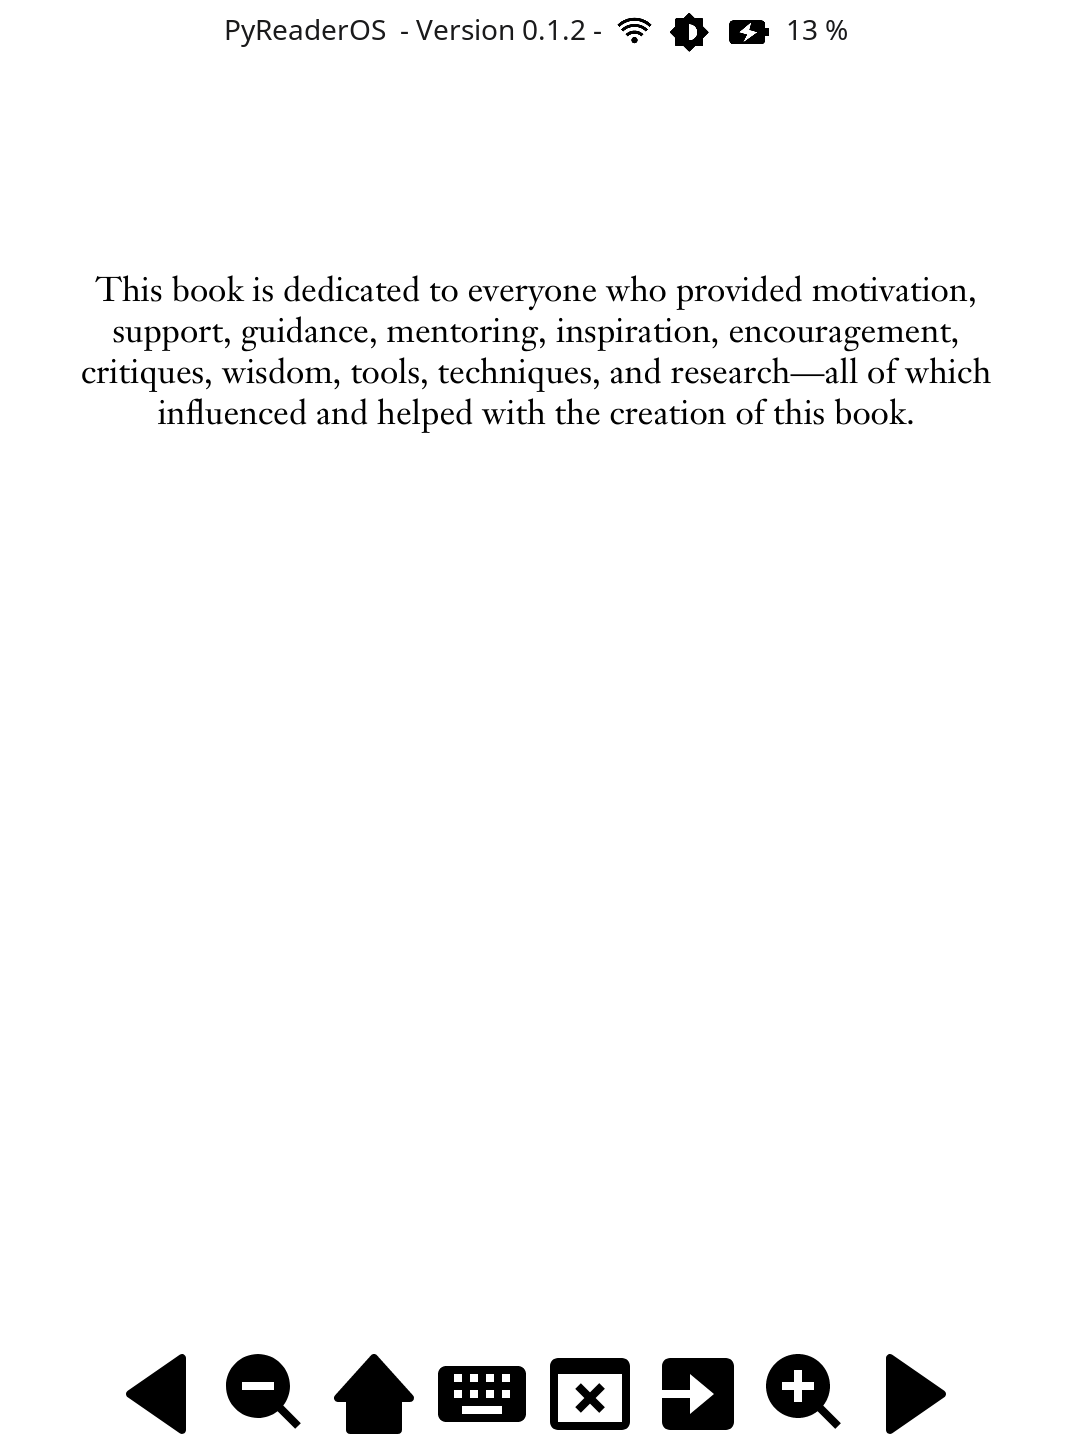 PyReaderOS - Version 0.1.2 - 13 %
This book is dedicated to everyone who provided motivation,
support, guidance, mentoring, inspiration, encouragement,
critiques, wisdom, tools, techniques, and research—all of which
influenced and helped with the creation of this book.